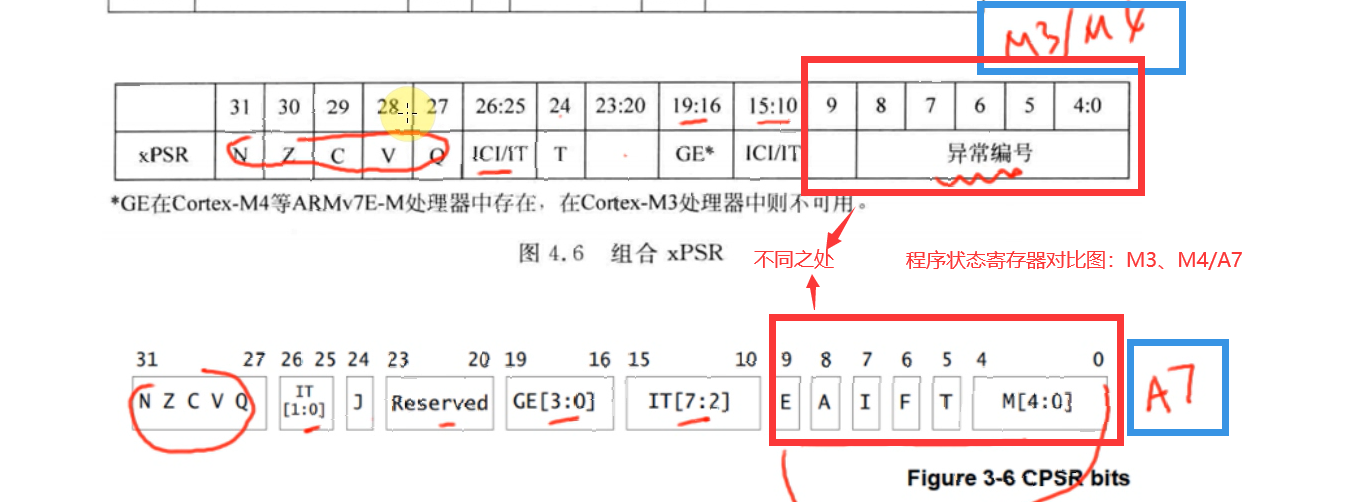 M3/M4
31 30 29 28 27 26:25 24 23:20 19:16 15:10 9 8 7 6 5 4:0
xPSR N Z C V Q ICI/IT T GE* ICI/IT 异常编号
*GE在Cortex-M4等ARMv7E-M处理器中存在，在Cortex-M3处理器中则不可用。
图 4.6 组合 xPSR
不同之处
程序状态寄存器对比图：M3、M4/A7
31 27 26 25 24 23 20 19 16 15 10 9 8 7 6 5 4 0
N Z C V Q IT [1:0] J Reserved GE[3:0] IT[7:2] E A I F T M[4:0]
A7
Figure 3-6 CPSR bits